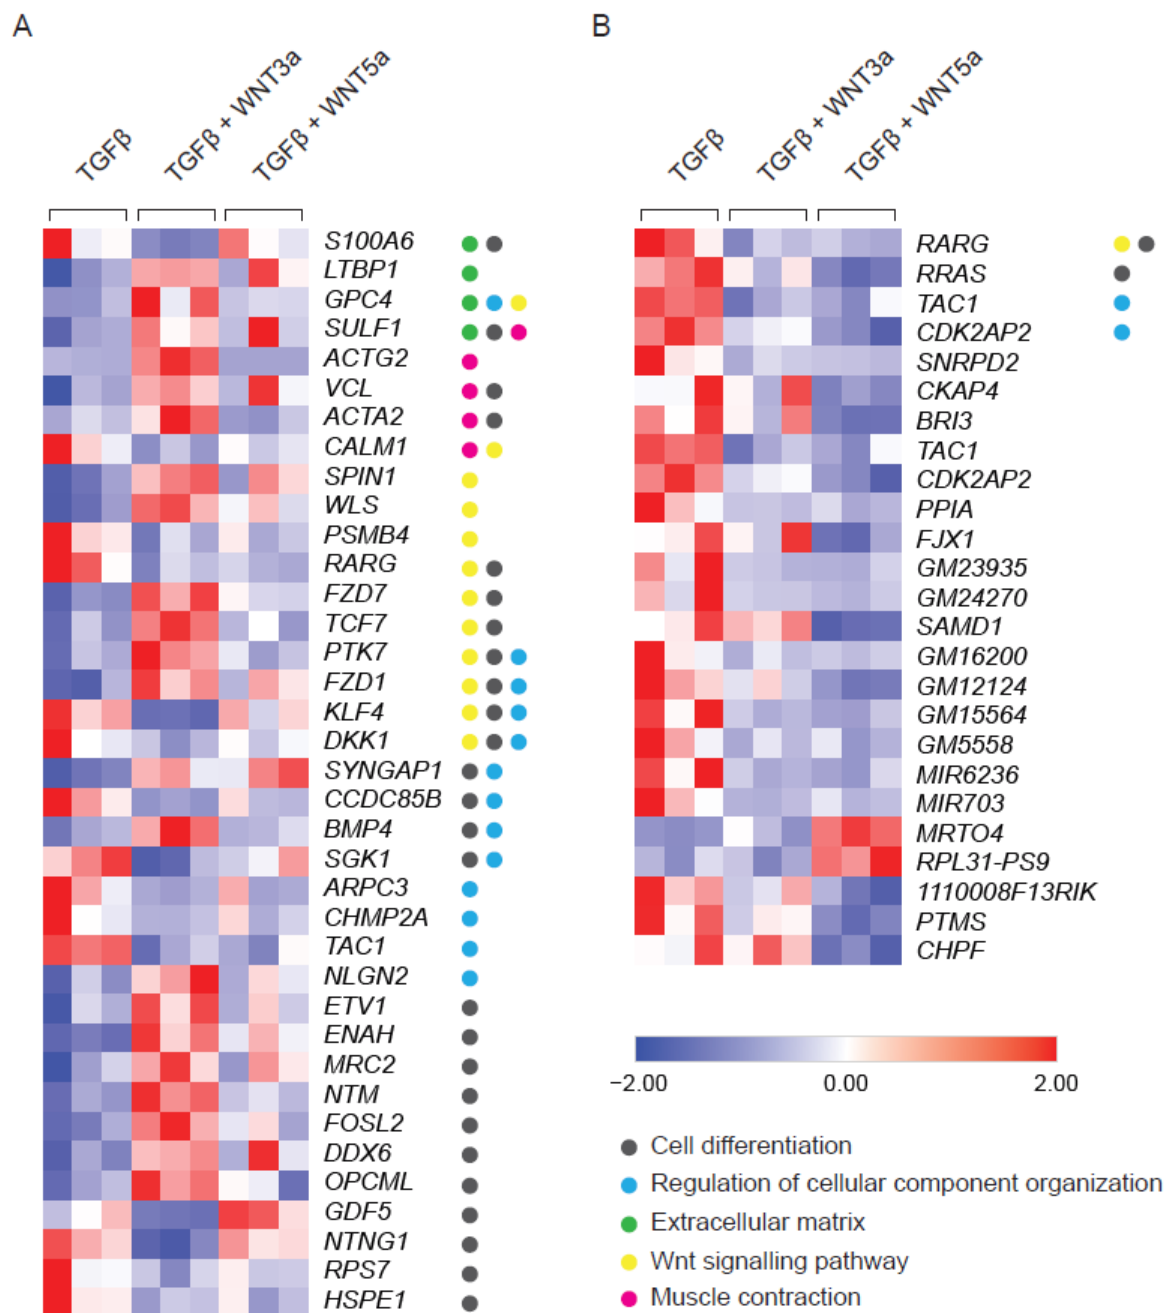 A
TGFβ
TGFβ + WNT3a
TGFβ + WNT5a
S100A6
LTBP1
GPC4
SULF1
ACTG2
VCL
ACTA2
CALM1
SPIN1
WLS
PSMB4
RARG
FZD7
TCF7
PTK7
FZD1
KLF4
DKK1
SYNGAP1
CCDC85B
BMP4
SGK1
ARPC3
CHMP2A
TAC1
NLGN2
ETV1
ENAH
MRC2
NTM
FOSL2
DDX6
OPCML
GDF5
NTNG1
RPS7
HSPE1
B
TGFβ
TGFβ + WNT3a
TGFβ + WNT5a
RARG
RRAS
TAC1
CDK2AP2
SNRPD2
CKAP4
BRI3
TAC1
CDK2AP2
PPIA
FJX1
GM23935
GM24270
SAMD1
GM16200
GM12124
GM15564
GM5558
MIR6236
MIR703
MRTO4
RPL31-PS9
1110008F13RIK
PTMS
CHPF
−2.00 0.00 2.00
Cell differentiation
Regulation of cellular component organization
Extracellular matrix
Wnt signalling pathway
Muscle contraction